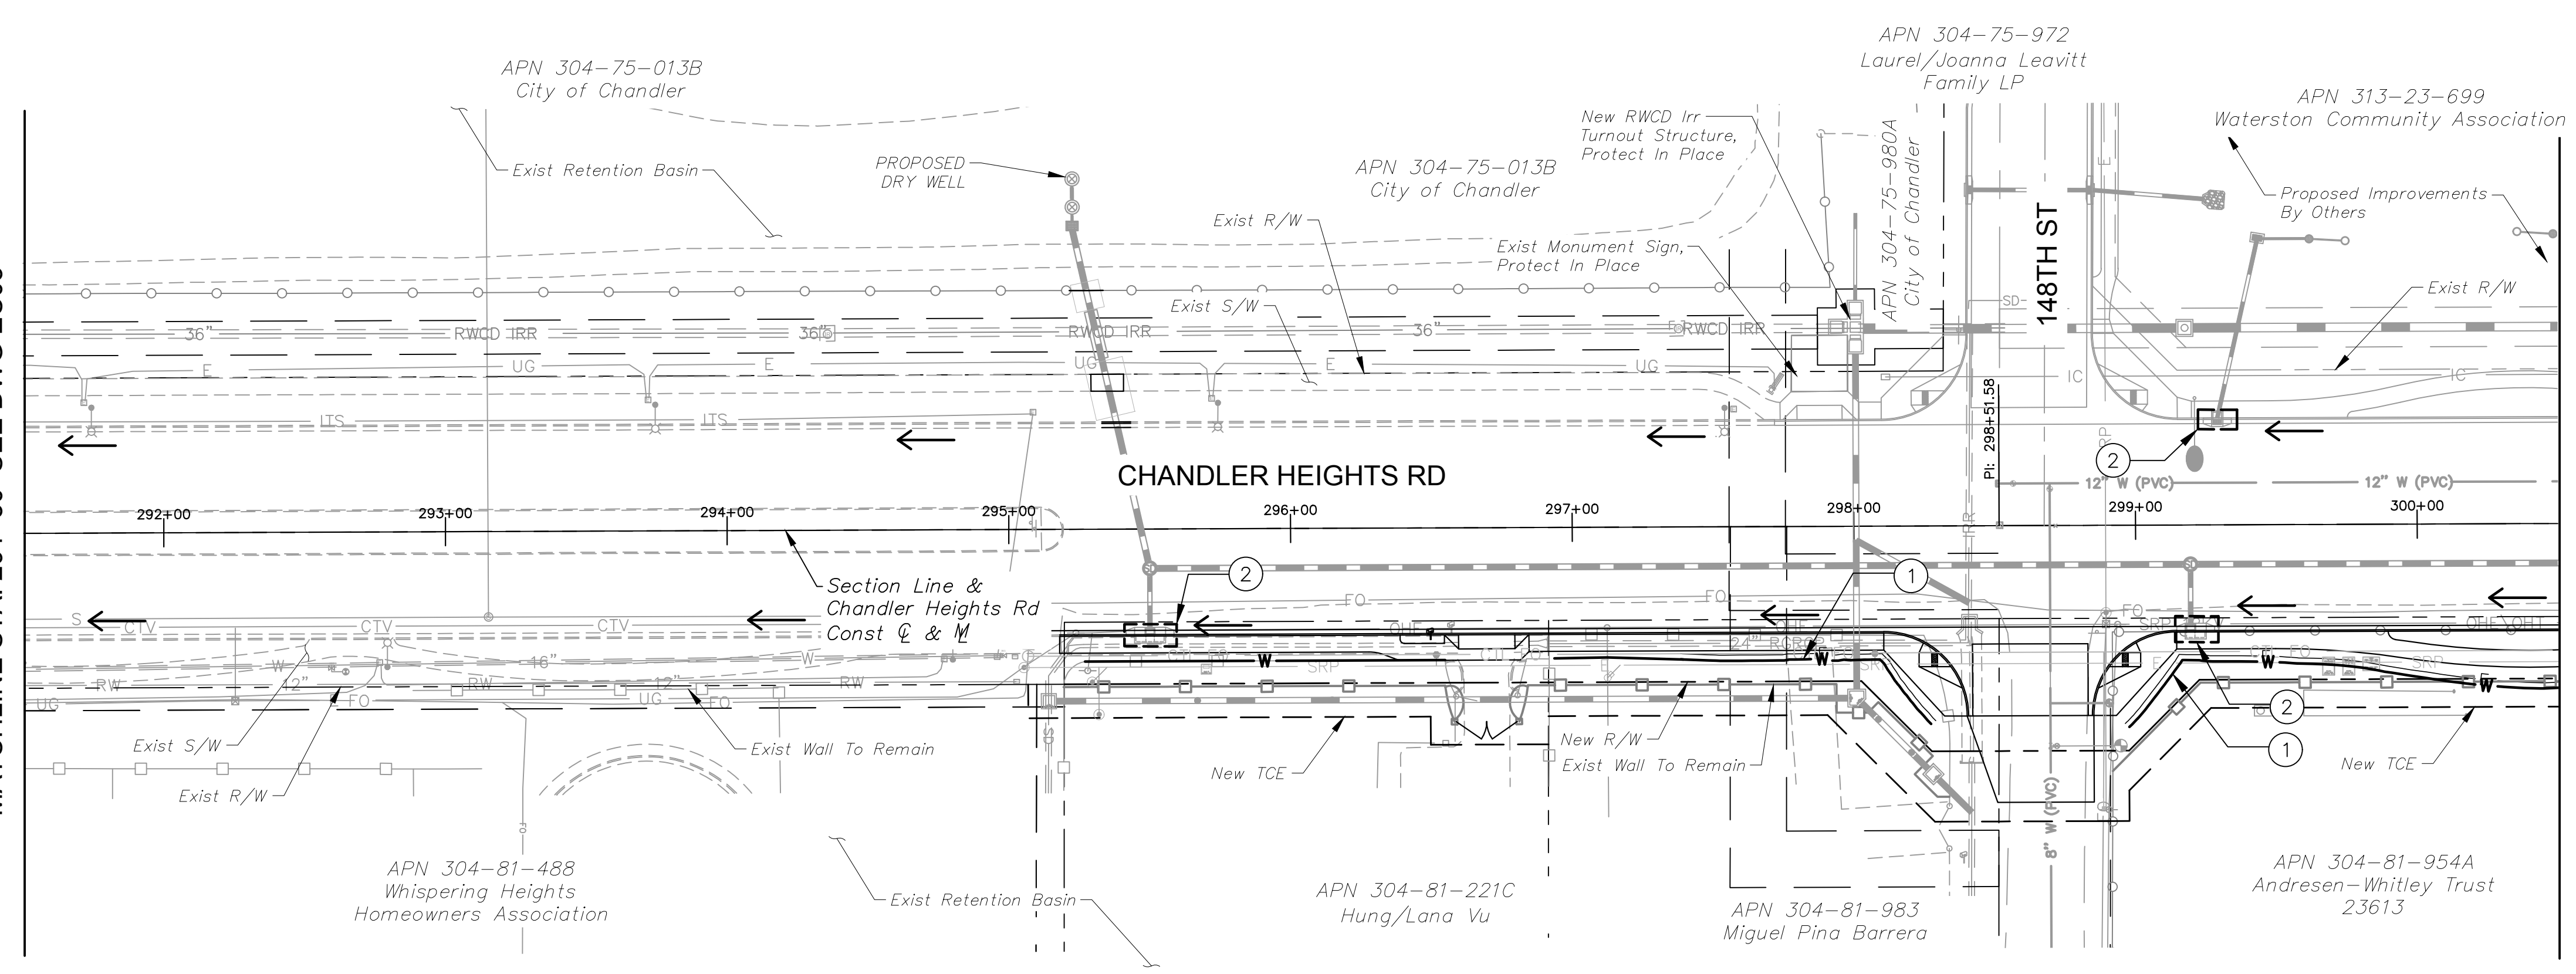 APN 304-75-013B
City of Chandler
Exist Retention Basin
PROPOSED
DRY WELL
APN 304-75-013B
City of Chandler
New RWCD Irr
Turnout Structure,
Protect In Place
APN 304-75-972
Laurel/Joanna Leavitt
Family LP
APN 304-75-980A
City of Chandler
APN 313-23-699
Waterston Community Association
Proposed Improvements
By Others
Exist R/W
Exist Monument Sign,
Protect In Place
Exist S/W
148TH ST
Exist R/W
SD
36" RWCD IRR 36" RWCD IRR 36" RWCD IRR
E UG E UG E UG
IC IC
ITS ITS
PI: 298+51.58
CHANDLER HEIGHTS RD
2
12" W (PVC) 12" W (PVC)
292+00 293+00 294+00 295+00 296+00 297+00 298+00 299+00 300+00
Section Line &
Chandler Heights Rd
Const ℄ & M̸L
2
1
S CTV CTV CTV
FO FO FO
W 16" W
RW 12" RW 12" RW
UG FO UG FO
W W W W
SRP SRP SRP
Exist S/W
Exist R/W
Exist Wall To Remain
New TCE
New R/W
Exist Wall To Remain
2
1
New TCE
8" W (PVC)
FO
APN 304-81-488
Whispering Heights
Homeowners Association
Exist Retention Basin
APN 304-81-221C
Hung/Lana Vu
APN 304-81-983
Miguel Pina Barrera
APN 304-81-954A
Andresen-Whitley Trust
23613